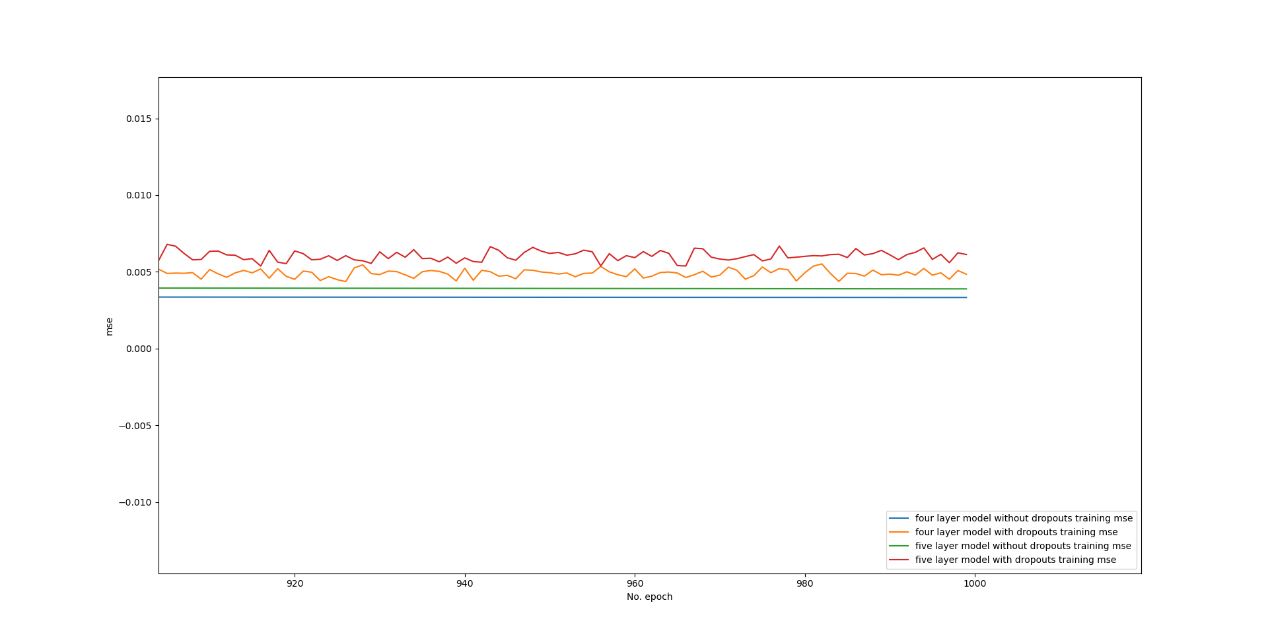 0.015
0.010
0.005
0.000
−0.005
−0.010
mse
920
940
960
980
1000
No. epoch
four layer model without dropouts training mse
four layer model with dropouts training mse
five layer model without dropouts training mse
five layer model with dropouts training mse